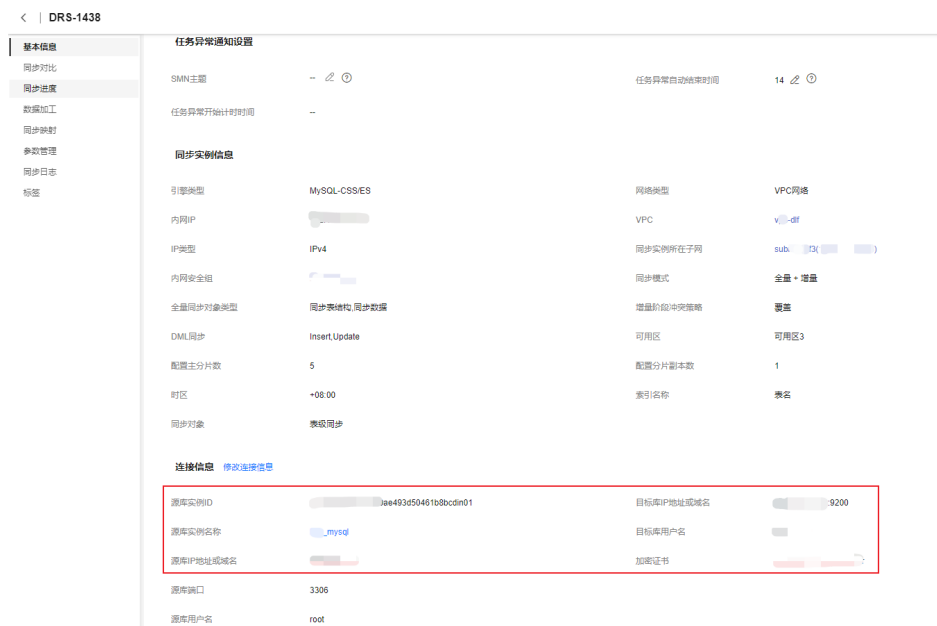 DRS-1438
基本信息
同步对比
同步进度
数据加工
同步映射
参数管理
同步日志
标签
任务异常通知设置
SMN主题 --
任务异常自动结束时间 14
任务异常开始计时时间 --
同步实例信息
引擎类型 MySQL-CSS/ES
网络类型 VPC网络
内网IP
VPC v -dlf
IP类型 IPv4
同步实例所在子网 sub f3( )
内网安全组
同步模式 全量 + 增量
全量同步对象类型 同步表结构,同步数据
增量阶段冲突策略 覆盖
DML同步 Insert,Update
可用区 可用区3
配置主分片数 5
配置分片副本数 1
时区 +08:00
索引名称 表名
同步对象 表级同步
连接信息 修改连接信息
源库实例ID ae493d50461b8bcdin01
目标库IP地址或域名 :9200
源库实例名称 _mysql
目标库用户名
源库IP地址或域名
加密证书
源库端口 3306
源库用户名 root